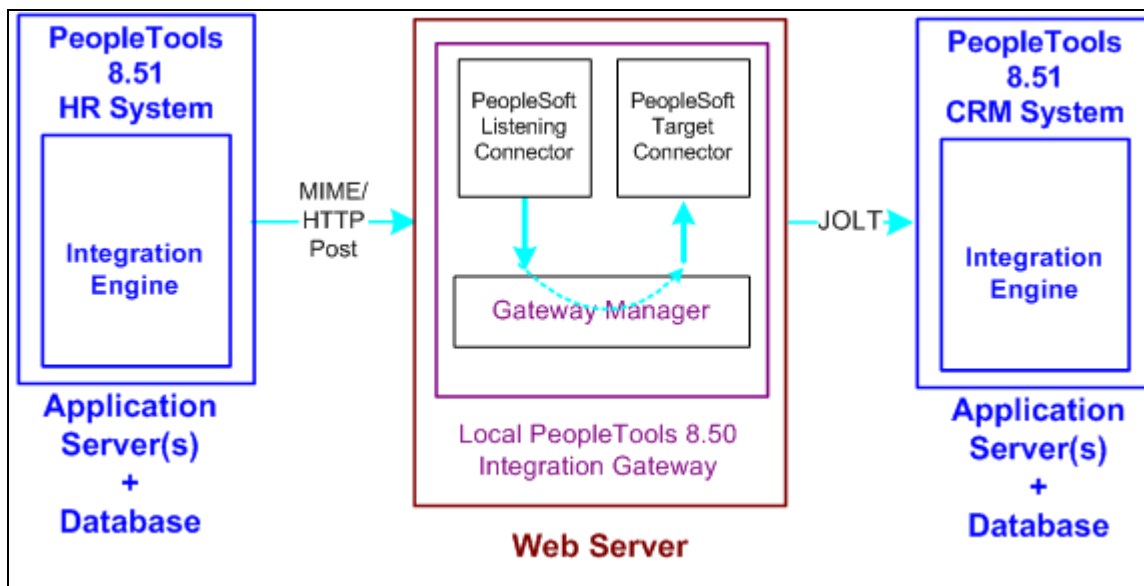 PeopleTools
8.51
HR System
Integration
Engine
Application
Server(s)
+
Database
MIME/
HTTP
Post
PeopleSoft
Listening
Connector
PeopleSoft
Target
Connector
Gateway Manager
Local PeopleTools 8.50
Integration Gateway
Web Server
JOLT
PeopleTools
8.51
CRM System
Integration
Engine
Application
Server(s)
+
Database